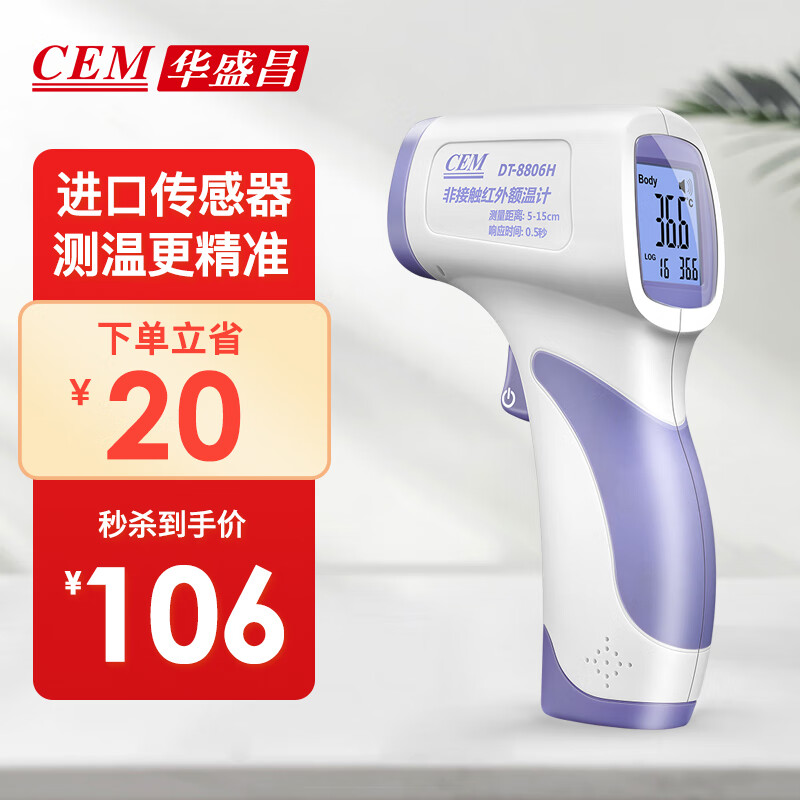 CEM 华盛昌
进口传感器
测温更精准
下单立省
¥20
秒杀到手价
¥106
CEM DT-8806H
非接触红外额温计
测量距离: 5-15cm
响应时间: 0.5秒
Body
36.6 °C
LOG 16 36.6